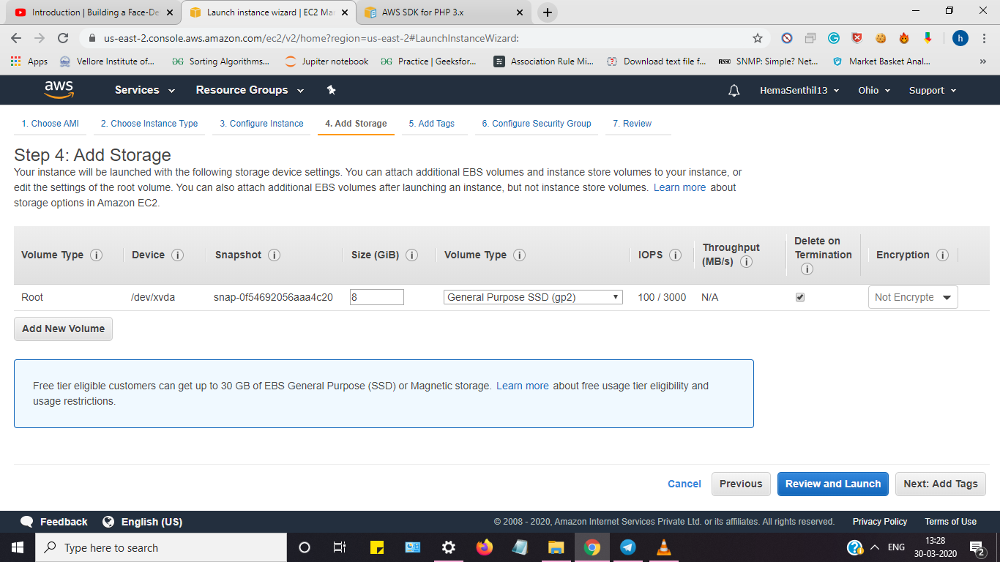 Introduction | Building a Face-De
Launch instance wizard | EC2 Man
AWS SDK for PHP 3.x
us-east-2.console.aws.amazon.com/ec2/v2/home?region=us-east-2#LaunchInstanceWizard:
h
Apps
Vellore Institute of...
Sorting Algorithms...
Jupiter notebook
Practice | Geeksfor...
Association Rule Mi...
Download text file f...
SNMP: Simple? Net...
Market Basket Anal...
»
aws
Services
Resource Groups
HemaSenthil13
Ohio
Support
1. Choose AMI
2. Choose Instance Type
3. Configure Instance
4. Add Storage
5. Add Tags
6. Configure Security Group
7. Review
Step 4: Add Storage
Your instance will be launched with the following storage device settings. You can attach additional EBS volumes and instance store volumes to your instance, or
edit the settings of the root volume. You can also attach additional EBS volumes after launching an instance, but not instance store volumes. Learn more about
storage options in Amazon EC2.
Volume Type
Device
Snapshot
Size (GiB)
Volume Type
IOPS
Throughput
(MB/s)
Delete on
Termination
Encryption
Root
/dev/xvda
snap-0f54692056aaa4c20
8
General Purpose SSD (gp2)
100 / 3000
N/A
Not Encrypte
Add New Volume
Free tier eligible customers can get up to 30 GB of EBS General Purpose (SSD) or Magnetic storage. Learn more about free usage tier eligibility and
usage restrictions.
Cancel
Previous
Review and Launch
Next: Add Tags
Feedback
English (US)
© 2008 - 2020, Amazon Internet Services Private Ltd. or its affiliates. All rights reserved.
Privacy Policy
Terms of Use
Type here to search
ENG
13:28
30-03-2020
2